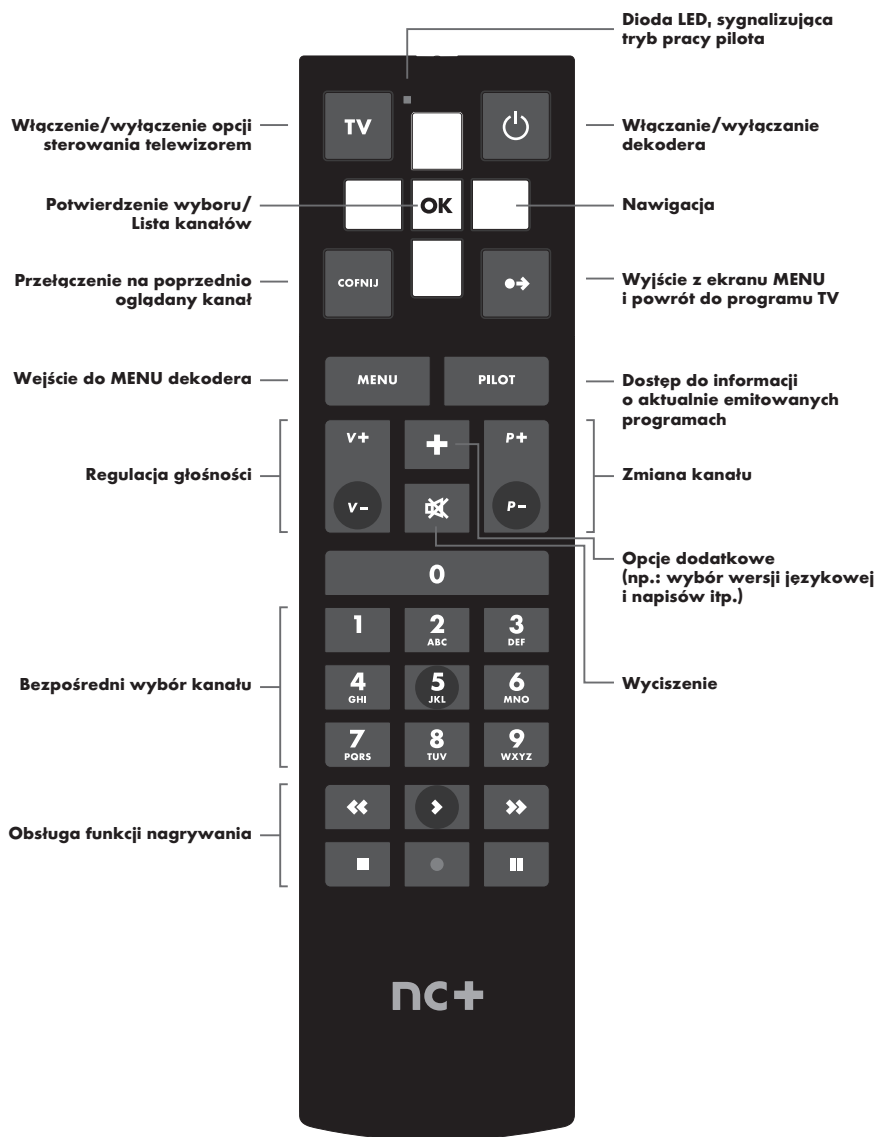 Dioda LED, sygnalizująca
tryb pracy pilota
Włączenie/wyłączenie opcji
sterowania telewizorem
TV
Włączanie/wyłączanie
dekodera
Potwierdzenie wyboru/
Lista kanałów
OK
Nawigacja
Przełączenie na poprzednio
oglądany kanał
COFNIJ
Wyjście z ekranu MENU
i powrót do programu TV
Wejście do MENU dekodera
MENU
PILOT
Dostęp do informacji
o aktualnie emitowanych
programach
Regulacja głośności
V+
P+
V-
P-
Zmiana kanału
Opcje dodatkowe
(np.: wybór wersji językowej
i napisów itp.)
0
Bezpośredni wybór kanału
1
2
ABC
3
DEF
4
GHI
5
JKL
6
MNO
7
PQRS
8
TUV
9
WXYZ
Wyciszenie
Obsługa funkcji nagrywania
nc+